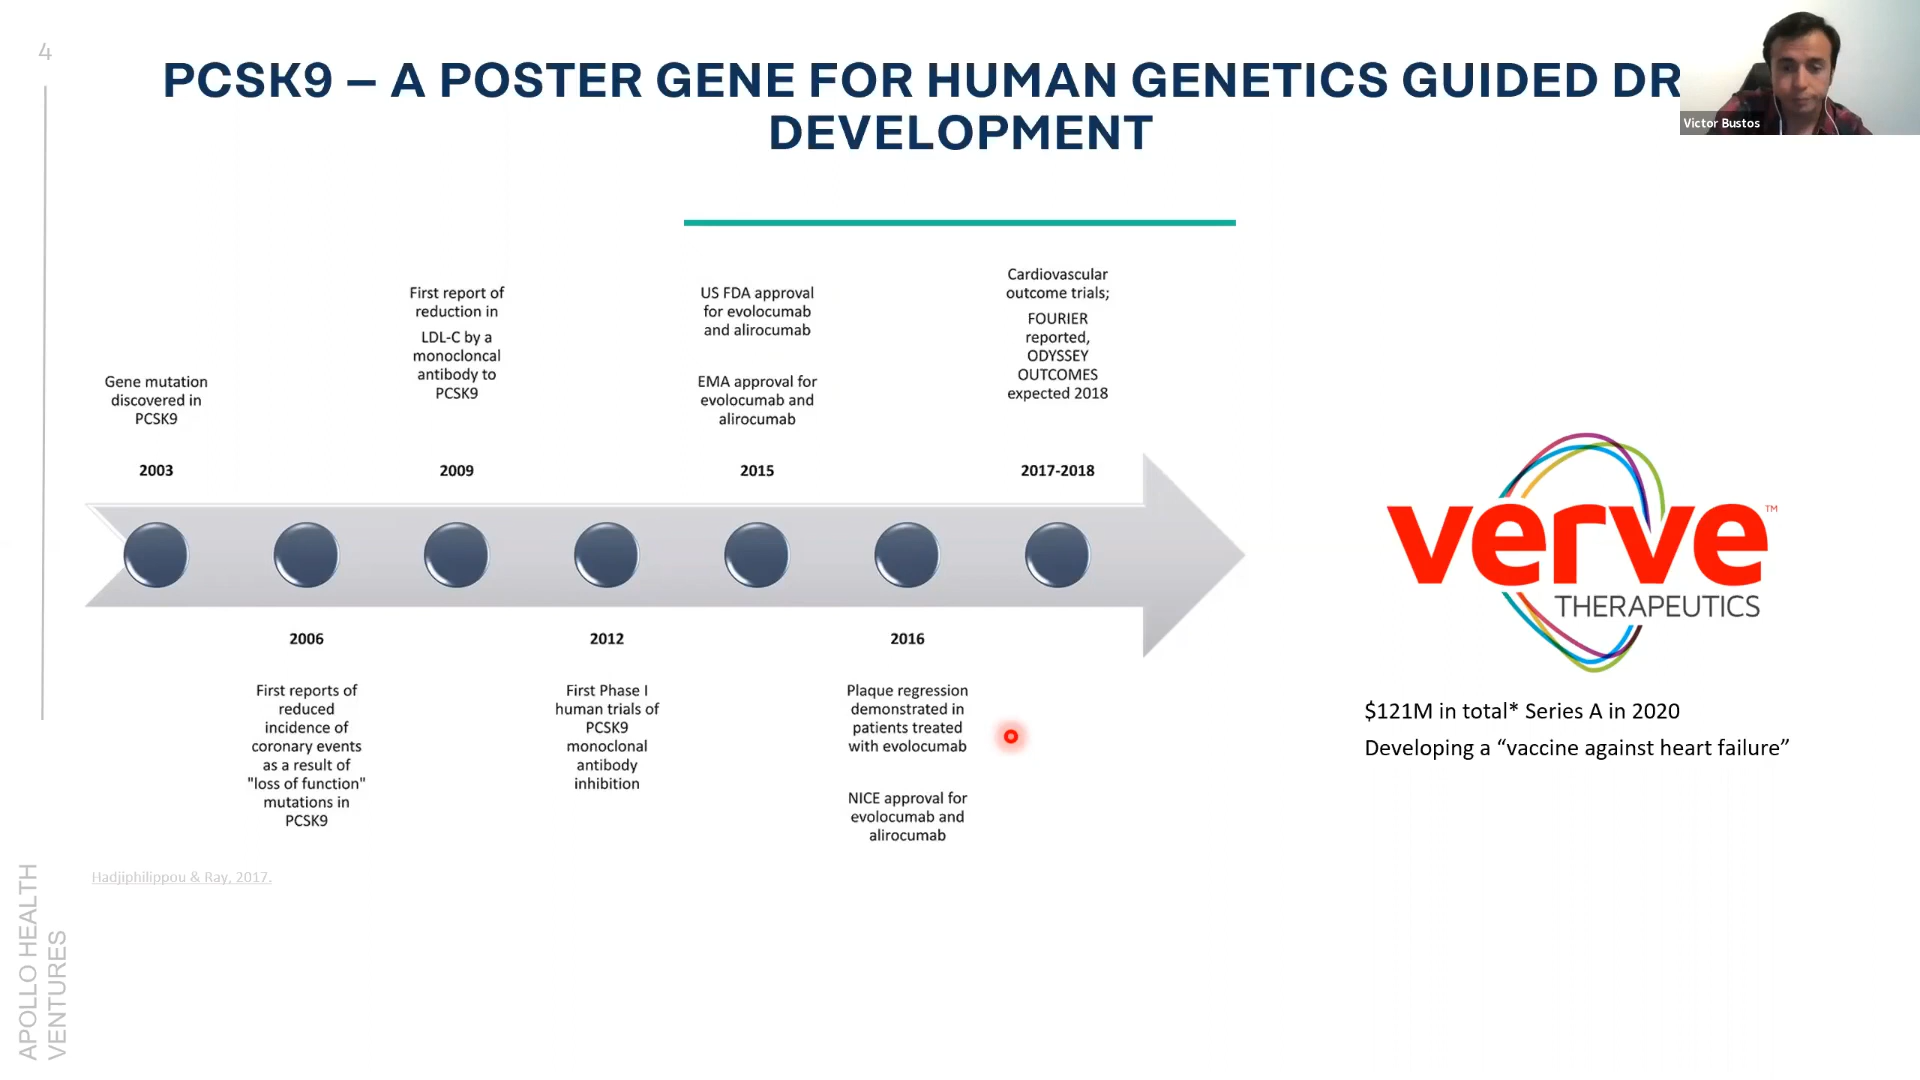 4
PCSK9 – A POSTER GENE FOR HUMAN GENETICS GUIDED DR
DEVELOPMENT
Victor Bustos
Gene mutation
discovered in
PCSK9
2003
First report of
reduction in
LDL-C by a
monocloncal
antibody to
PCSK9
2009
US FDA approval
for evolocumab
and alirocumab
EMA approval for
evolocumab and
alirocumab
2015
Cardiovascular
outcome trials;
FOURIER
reported,
ODYSSEY
OUTCOMES
expected 2018
2017-2018
2006
First reports of
reduced
incidence of
coronary events
as a result of
"loss of function"
mutations in
PCSK9
2012
First Phase I
human trials of
PCSK9
monoclonal
antibody
inhibition
2016
Plaque regression
demonstrated in
patients treated
with evolocumab
NICE approval for
evolocumab and
alirocumab
verve™
THERAPEUTICS
$121M in total* Series A in 2020
Developing a “vaccine against heart failure”
Hadjiphilippou & Ray, 2017.
APOLLO HEALTH
VENTURES